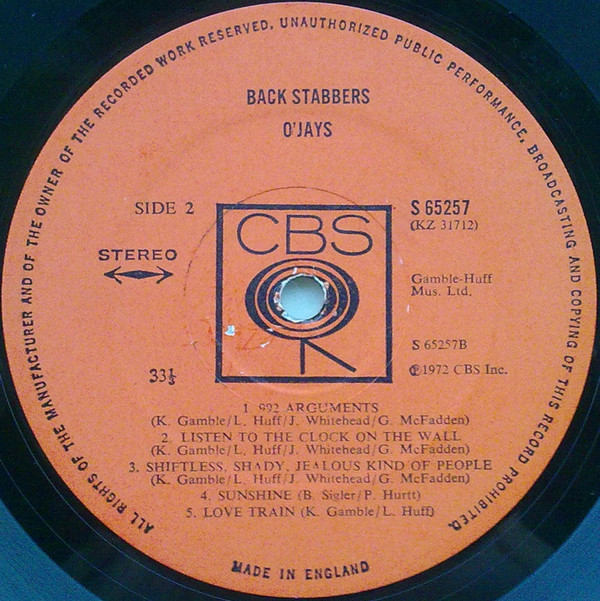 ALL RIGHTS OF THE MANUFACTURER AND OF THE OWNER OF THE RECORDED WORK RESERVED. UNAUTHORIZED PUBLIC PERFORMANCE, BROADCASTING AND COPYING OF THIS RECORD PROHIBITED.
BACK STABBERS
O'JAYS
SIDE 2
S 65257
(KZ 31712)
CBS
STEREO
Gamble-Huff
Mus. Ltd.
S 65257B
33⅓
℗1972 CBS Inc.
1 992 ARGUMENTS
(K. Gamble/L. Huff/J. Whitehead/G. McFadden)
2. LISTEN TO THE CLOCK ON THE WALL
(K. Gamble/L. Huff/J. Whitehead/G. McFadden)
3. SHIFTLESS, SHADY, JEALOUS KIND OF PEOPLE
(K. Gamble/L. Huff/J. Whitehead/G. McFadden)
4. SUNSHINE (B. Sigler/P. Hurtt)
5. LOVE TRAIN (K. Gamble/L. Huff)
MADE IN ENGLAND